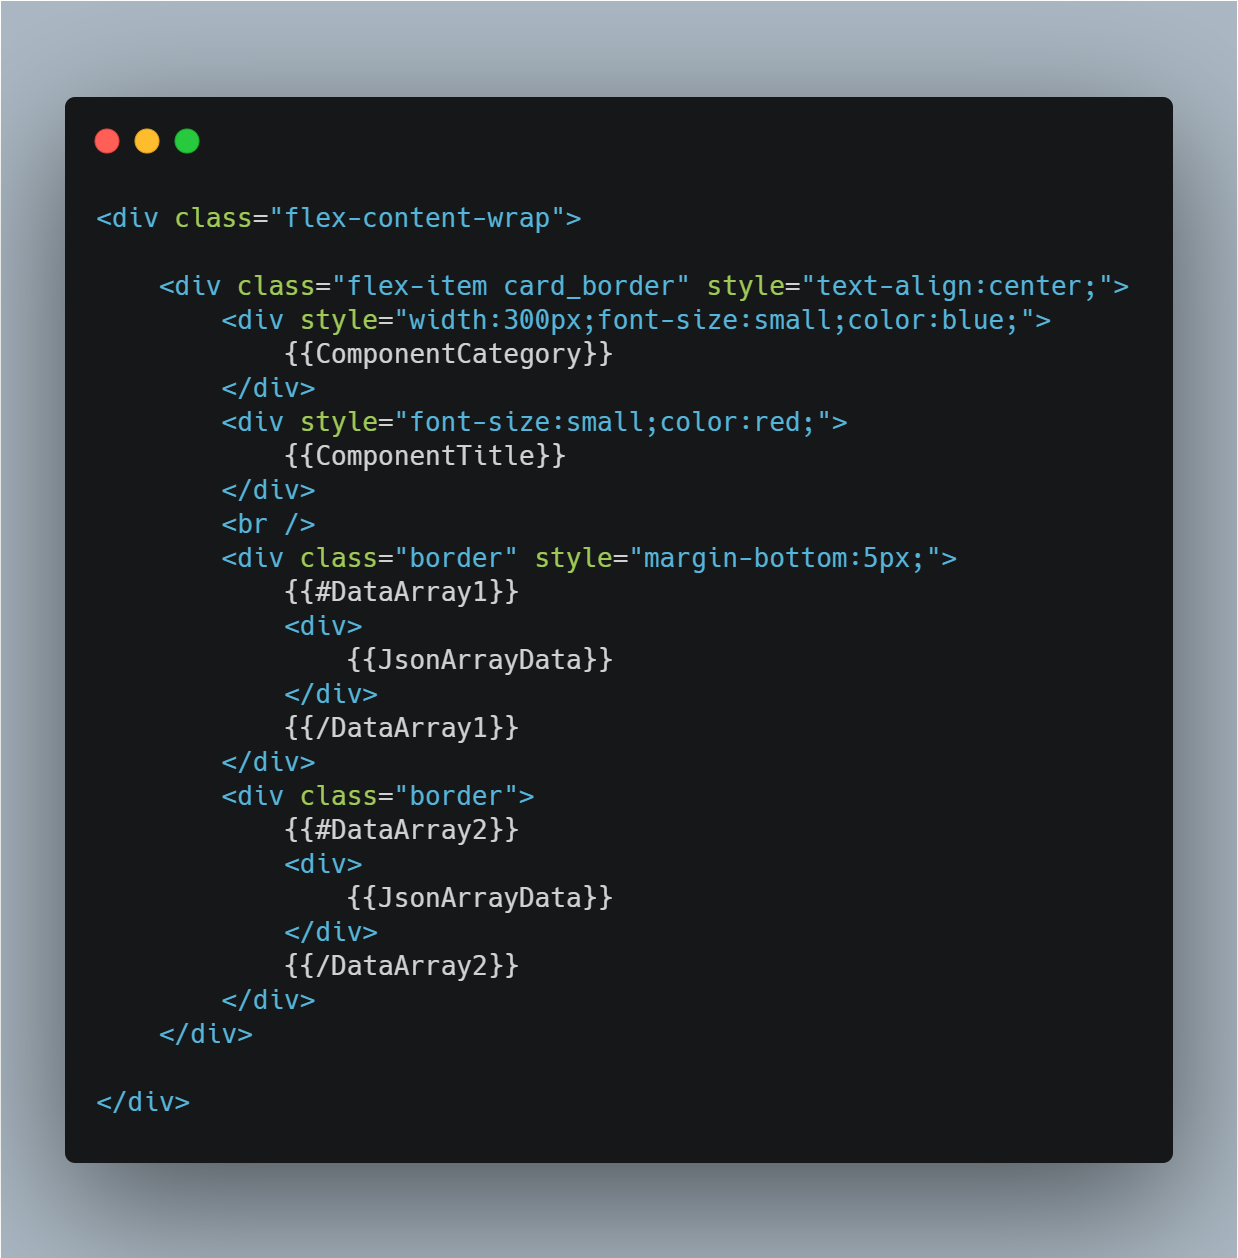 <div class="flex-content-wrap">
    <div class="flex-item card_border" style="text-align:center;">
        <div style="width:300px;font-size:small;color:blue;">
            {{ComponentCategory}}
        </div>
        <div style="font-size:small;color:red;">
            {{ComponentTitle}}
        </div>
        <br />
        <div class="border" style="margin-bottom:5px;">
            {{#DataArray1}}
            <div>
                {{JsonArrayData}}
            </div>
            {{/DataArray1}}
        </div>
        <div class="border">
            {{#DataArray2}}
            <div>
                {{JsonArrayData}}
            </div>
            {{/DataArray2}}
        </div>
    </div>
</div>